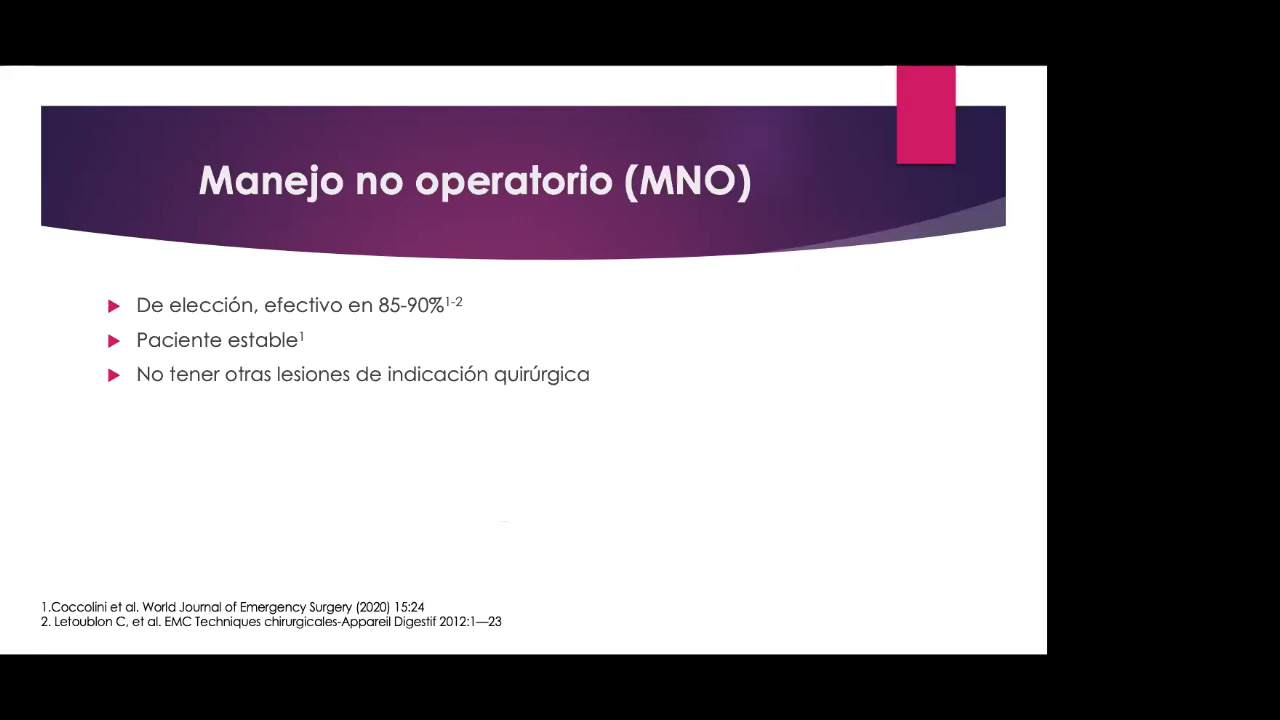 Manejo no operatorio (MNO)
De elección, efectivo en 85-90%¹⁻²
Paciente estable¹
No tener otras lesiones de indicación quirúrgica
1.Coccolini et al. World Journal of Emergency Surgery (2020) 15:24
2. Letoublon C, et al. EMC Techniques chirurgicales-Appareil Digestif 2012:1—23